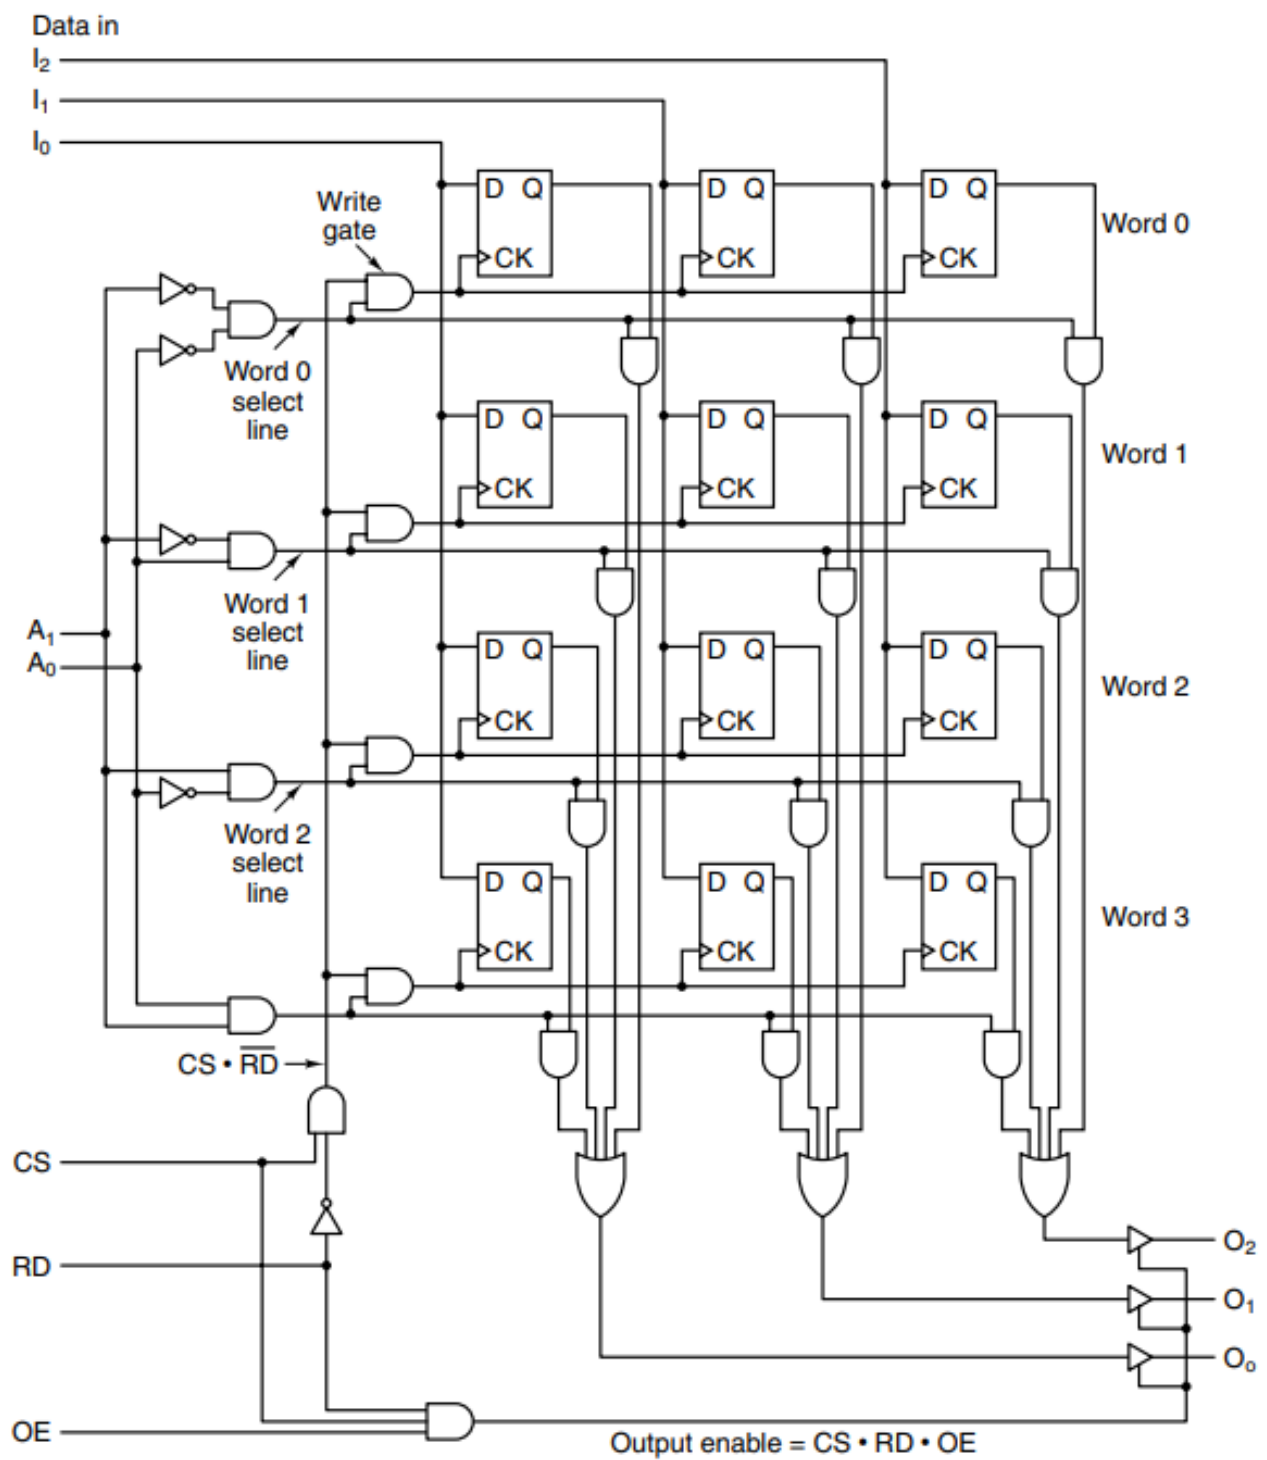 Data in
I₂
I₁
I₀
D Q
D Q
D Q
Write
gate
Word 0
CK
CK
CK
Word 0
select
line
D Q
D Q
D Q
Word 1
CK
CK
CK
Word 1
select
line
A₁
A₀
D Q
D Q
D Q
Word 2
CK
CK
CK
Word 2
select
line
D Q
D Q
D Q
Word 3
CK
CK
CK
CS • R̅D̅
CS
RD
O₂
O₁
Oₒ
OE
Output enable = CS • RD • OE